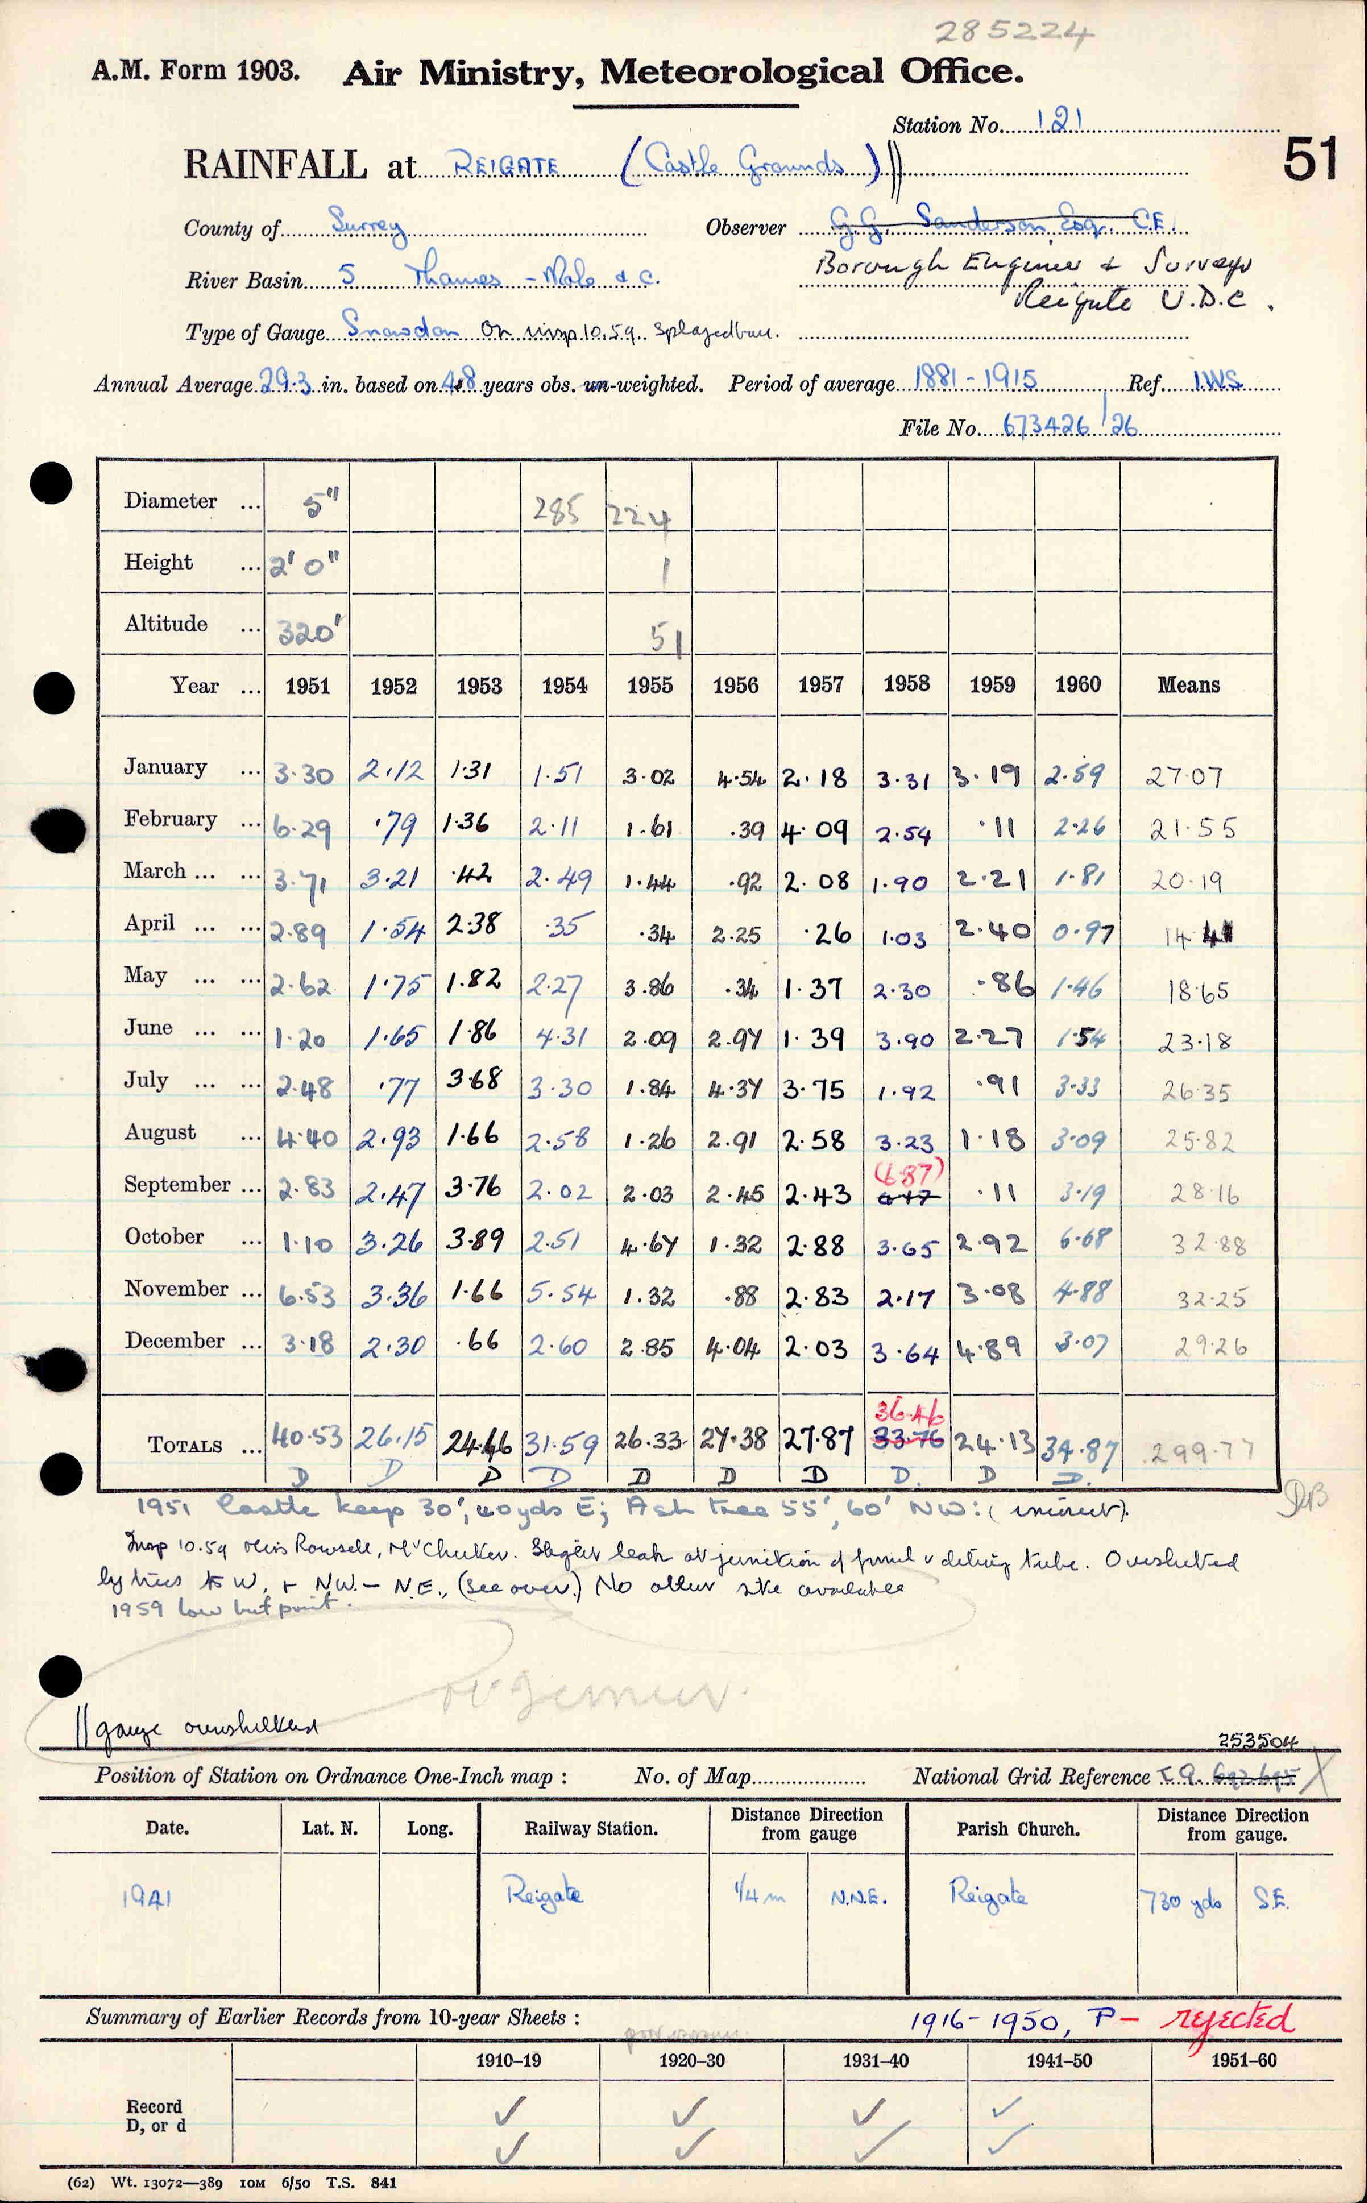 285224
A.M. Form 1903. Air Ministry, Meteorological Office.
Station No. 121
51
RAINFALL at REIGATE (Castle Grounds)
County of Surrey Observer G.G. Sanderson, Esq., C.E.
River Basin 5 Thames - Mole & C. Borough Engineer & Surveyor
Reigate U.D.C.
Type of Gauge Snowdon On insp 10.59. Splayed
Annual Average 29.3 in. based on 48 years obs. un-weighted. Period of average 1881-1915 Ref. I.W.S.
File No. 673426/26
Diameter ... 5" 285 224
Height ... 2' 0" 1
Altitude ... 320' 51
Year ... 1951 1952 1953 1954 1955 1956 1957 1958 1959 1960 Means
January ... 3.30 2.12 1.31 1.51 3.02 4.54 2.18 3.31 3.19 2.59 27.07
February ... 6.29 .79 1.36 2.11 1.61 .39 4.09 2.54 .11 2.26 21.55
March ... ... 3.71 3.21 .42 2.49 1.44 .92 2.08 1.90 2.21 1.81 20.19
April ... ... 2.89 1.54 2.38 .35 .34 2.25 .26 1.03 2.40 0.97 14.41
May ... ... 2.62 1.75 1.82 2.27 3.86 .34 1.37 2.30 .86 1.46 18.65
June ... ... 1.20 1.65 1.86 4.31 2.09 2.97 1.39 3.90 2.27 1.54 23.18
July ... ... 2.48 .77 3.68 3.30 1.84 4.37 3.75 1.92 .91 3.33 26.35
August ... 4.40 2.93 1.66 2.58 1.26 2.91 2.58 3.23 1.18 3.09 25.82
(6.87)
September ... 2.83 2.47 3.76 2.02 2.03 2.45 2.43 .11 3.19 28.16
October ... 1.10 3.26 3.89 2.51 4.67 1.32 2.88 3.65 2.92 6.68 32.88
November ... 6.53 3.36 1.66 5.54 1.32 .88 2.83 2.17 3.08 4.88 32.25
December ... 3.18 2.30 .66 2.60 2.85 4.04 2.03 3.64 4.89 3.07 29.26
36.46
TOTALS ... 40.53 26.15 24.46 31.59 26.33 27.38 27.87 33.76 24.13 34.87 299.77
D D D D D D D D. D D.
1951 Castle keep 30', 40yds E; Ash tree 55', 60' NW:
Insp 10.59 Miss Rowsell, Mr Chucker. Slight leak at junction of funnel & delivery tube. Oversheltered
by trees to W, + NW. - N.E., (see over.) No other site available
1959 low but print.
|| gauge oversheltered
253504
Position of Station on Ordnance One-Inch map : No. of Map National Grid Reference T.Q. X
Date. Lat. N. Long. Railway Station. Distance Direction from gauge Parish Church. Distance Direction from gauge.
1941 Reigate 1/4 m N.N.E. Reigate 730 yds S.E.
Summary of Earlier Records from 10-year Sheets : 1916-1950, P - rejected
1910–19 1920–30 1931–40 1941–50 1951–60
Record
D, or d
(62) Wt. 13072—389 10M 6/50 T.S. 841